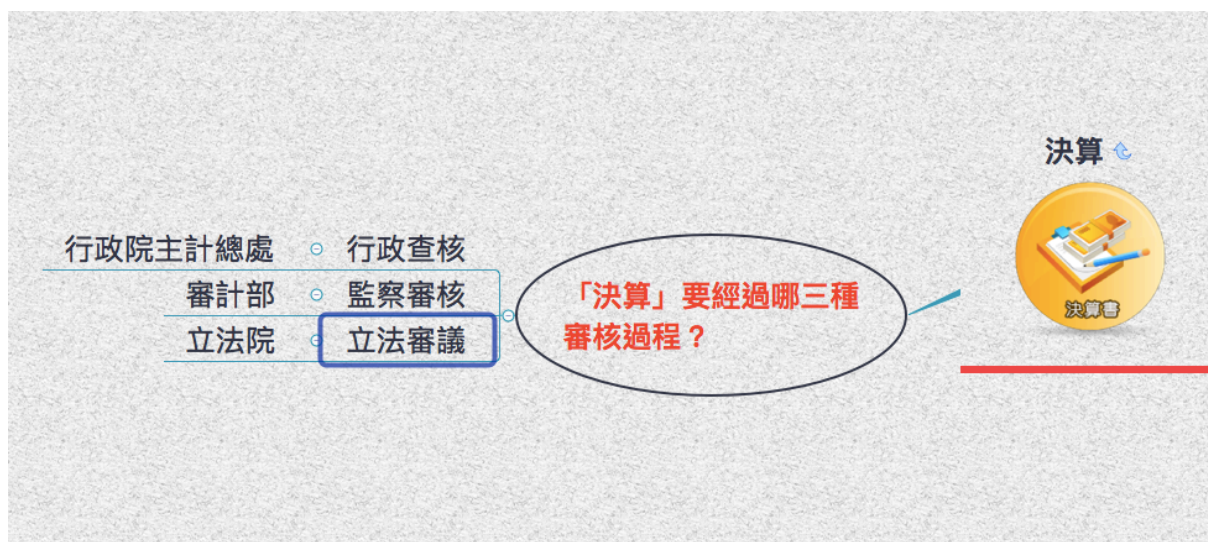 決算
決算書
「決算」要經過哪三種
審核過程？
行政查核
行政院主計總處
監察審核
審計部
立法審議
立法院